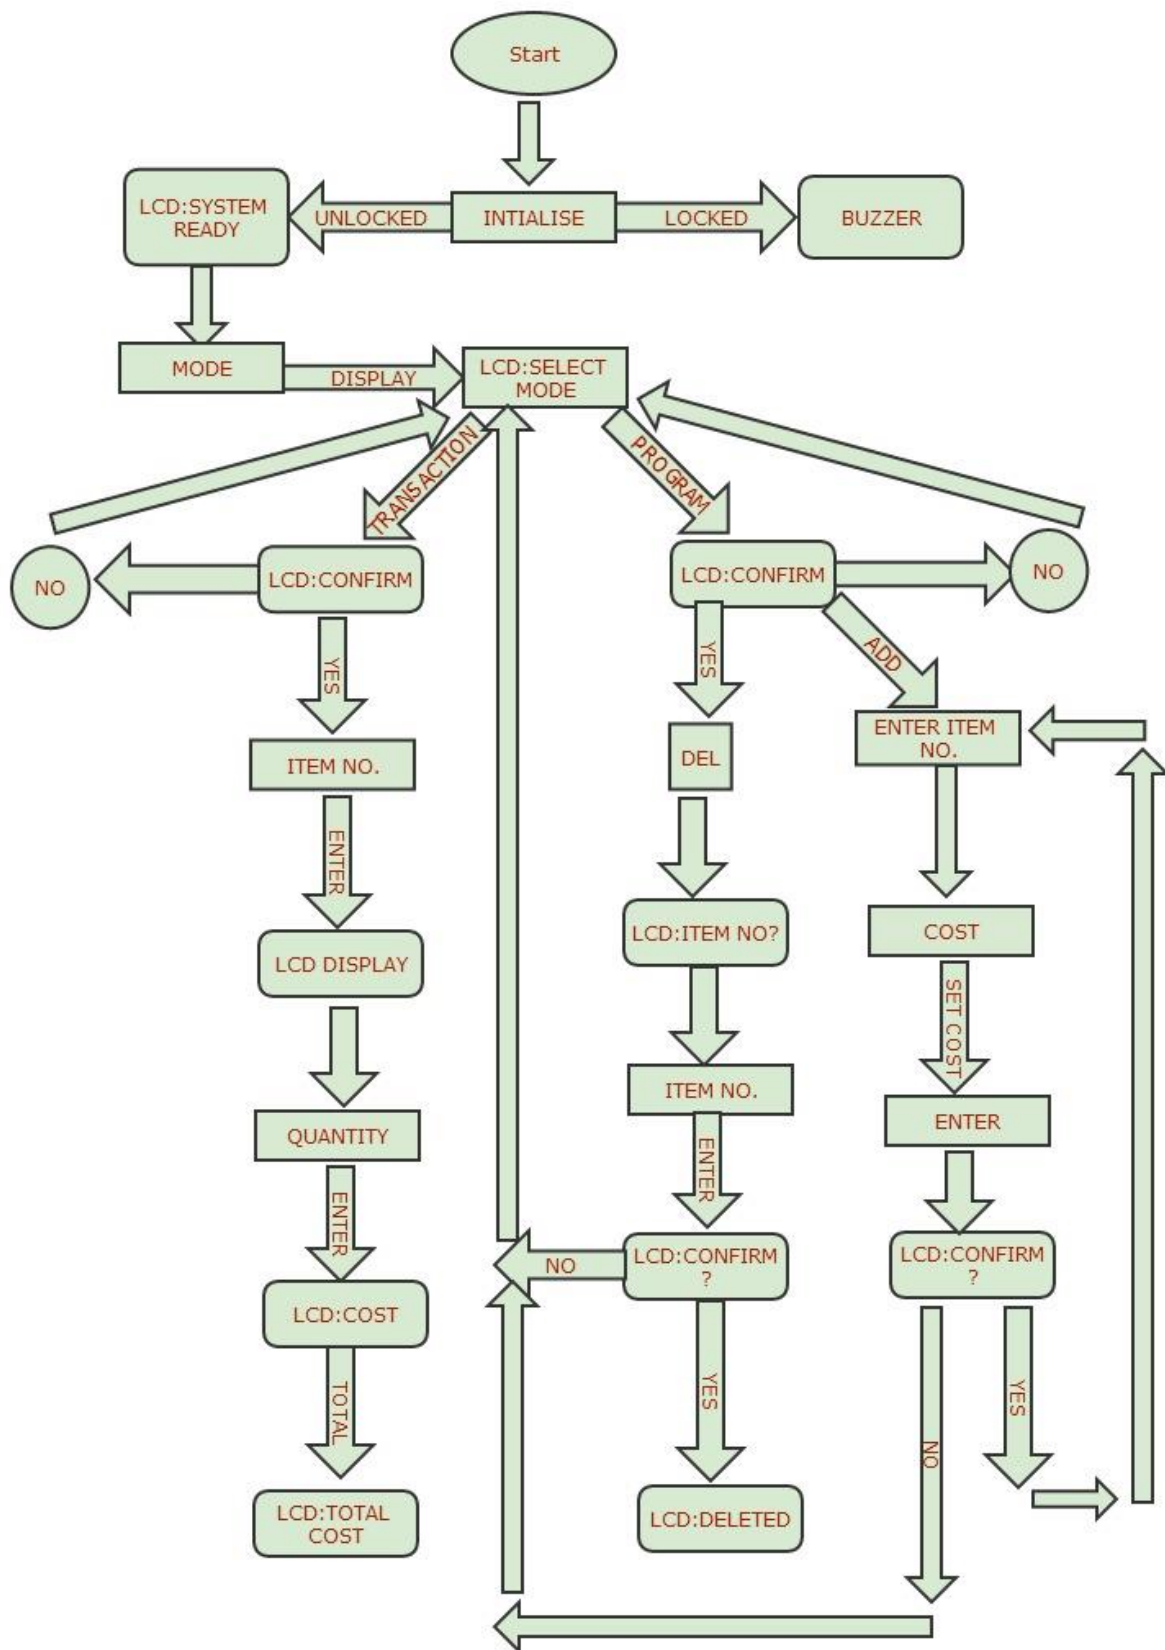 Start
LCD:SYSTEM
READY
UNLOCKED
INTIALISE
LOCKED
BUZZER
MODE
DISPLAY
LCD:SELECT
MODE
TRANSACTION
PROGRAM
NO
LCD:CONFIRM
LCD:CONFIRM
NO
YES
YES
ADD
ITEM NO.
DEL
ENTER ITEM
NO.
ENTER
LCD DISPLAY
LCD:ITEM NO?
COST
SET COST
QUANTITY
ITEM NO.
ENTER
ENTER
ENTER
LCD:COST
NO
LCD:CONFIRM
?
LCD:CONFIRM
?
TOTAL
YES
YES
NO
LCD:TOTAL
COST
LCD:DELETED